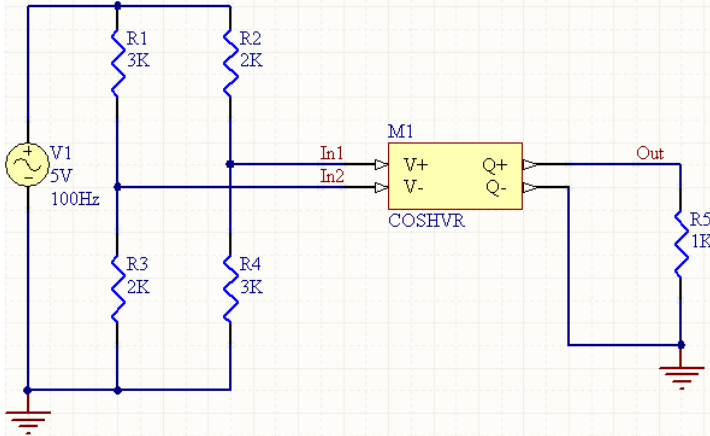 R1
3K
R2
2K
V1
5V
100Hz
R3
2K
R4
3K
In1
In2
M1
V+ Q+
V- Q-
COSHVR
Out
R5
1K